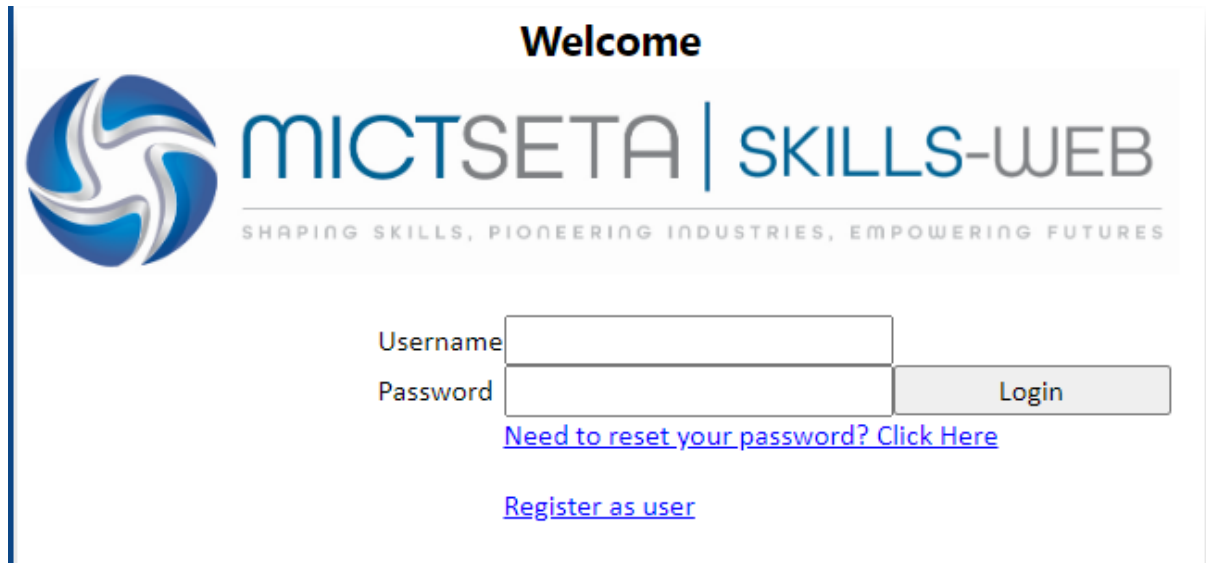 Welcome
MICTSETA | SKILLS-WEB
SHAPING SKILLS, PIONEERING INDUSTRIES, EMPOWERING FUTURES
Username
Password Login
Need to reset your password? Click Here
Register as user